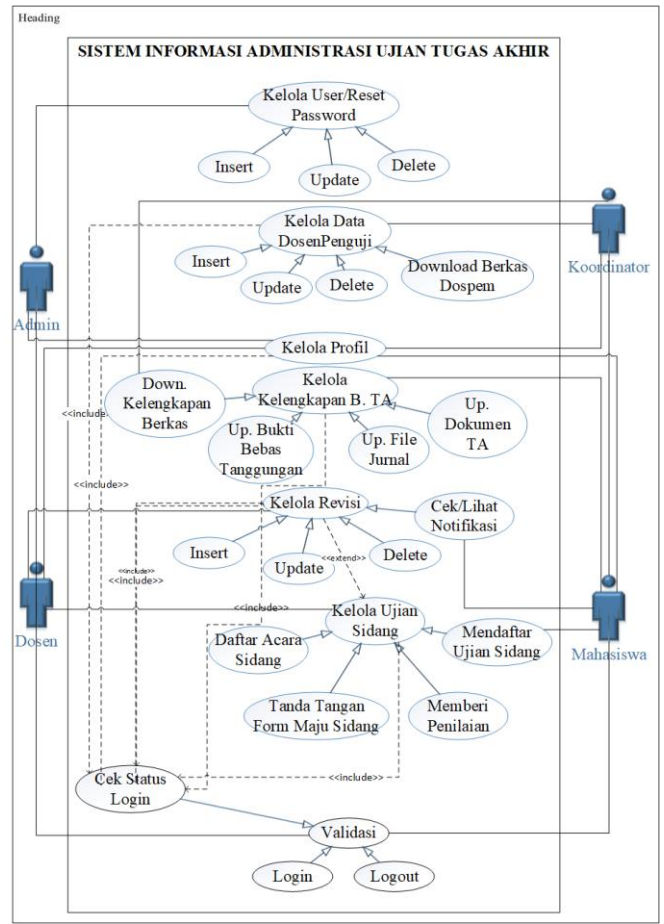 Heading
SISTEM INFORMASI ADMINISTRASI UJIAN TUGAS AKHIR
Kelola User/Reset
Password
Insert
Update
Delete
Kelola Data
DosenPenguji
Insert
Update
Delete
Download Berkas
Dospem
Admin
Koordinator
Kelola Profil
Down.
Kelengkapan
Berkas
Kelola
Kelengkapan B. TA
Up.
Dokumen
TA
<<include>>
Up. Bukti
Bebas
Tanggungan
Up. File
Jurnal
<<include>>
Kelola Revisi
Cek/Lihat
Notifikasi
Insert
Update
Delete
<<extend>>
<<include>>
<<include>>
<<include>>
Kelola Ujian
Sidang
Daftar Acara
Sidang
Mendaftar
Ujian Sidang
Dosen
Mahasiswa
Tanda Tangan
Form Maju Sidang
Memberi
Penilaian
Cek Status
Login
<<include>>
Validasi
Login
Logout